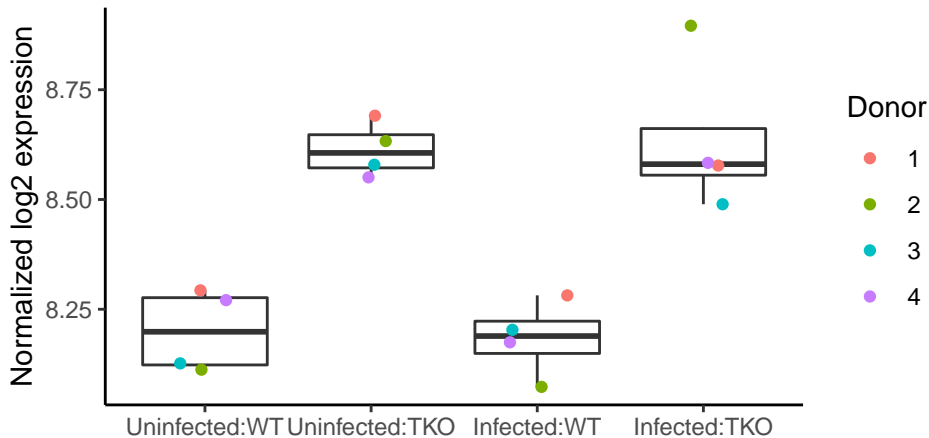 Normalized log2 expression
8.75
8.50
8.25
Uninfected:WT Uninfected:TKO Infected:WT Infected:TKO
Donor
1
2
3
4